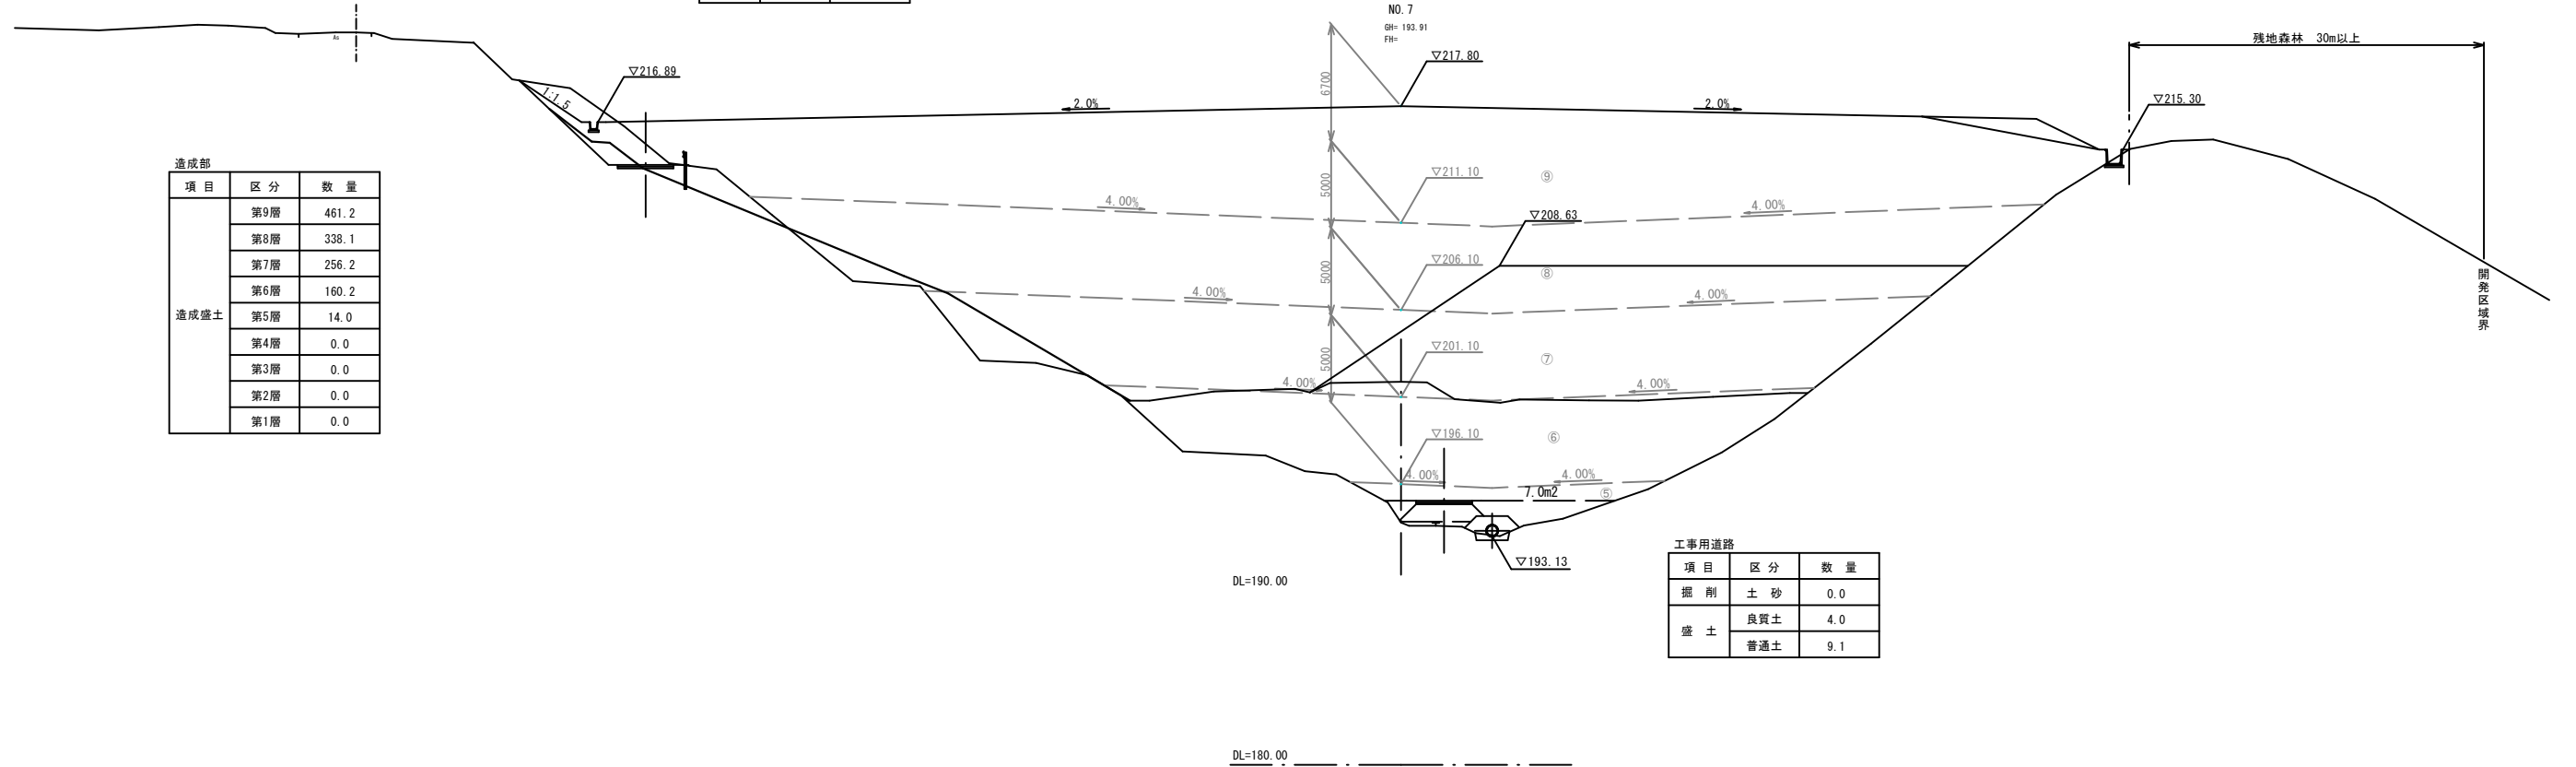 NO. 7
GH= 193.91
FH=
残地森林　30m以上
▽217.80
▽216.89
1:1.5
6700
2.0%
2.0%
▽215.30
造成部
項 目 区 分 数 量
造成盛土
第9層 461.2
第8層 338.1
第7層 256.2
第6層 160.2
第5層 14.0
第4層 0.0
第3層 0.0
第2層 0.0
第1層 0.0
5000
▽211.10
⑨
4.00%
4.00%
▽208.63
5000
▽206.10
⑧
4.00%
4.00%
開発区域界
5000
▽201.10
⑦
4.00%
4.00%
▽196.10
⑥
4.00%
4.00%
7.0m2
⑤
▽193.13
DL=190.00
工事用道路
項 目 区 分 数 量
掘 削 土 砂 0.0
盛 土
良質土 4.0
普通土 9.1
DL=180.00